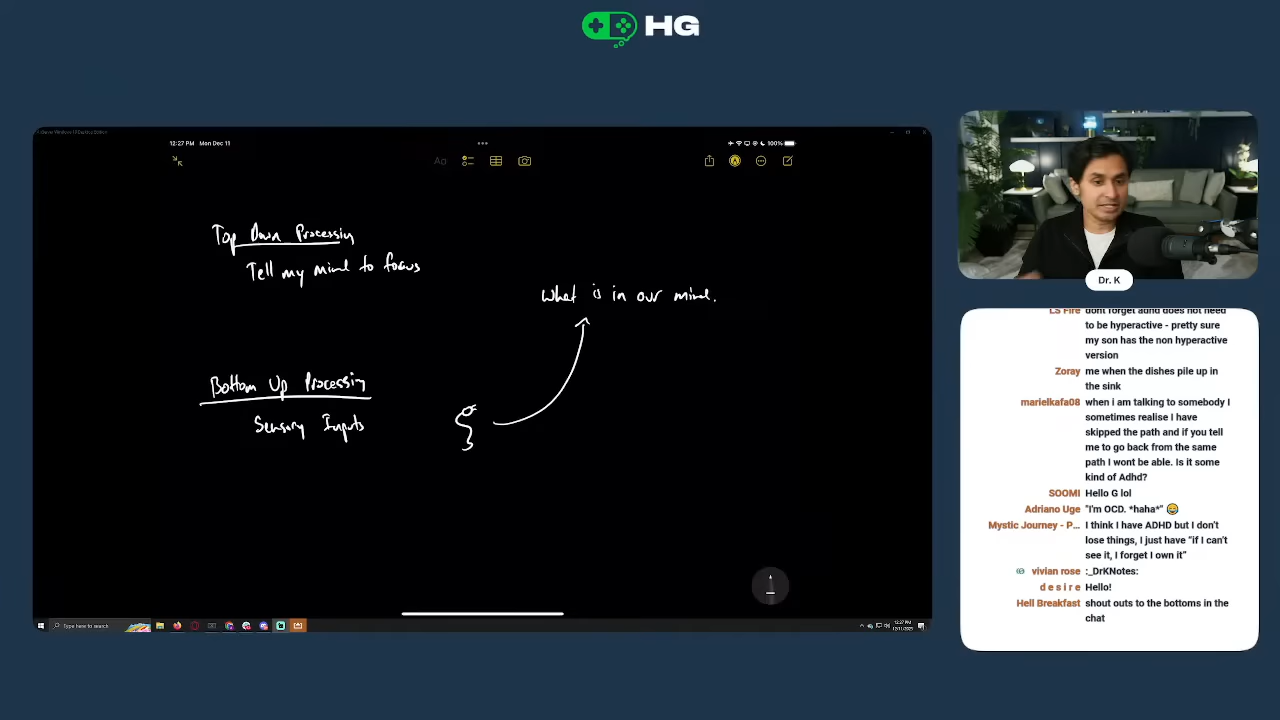 HG
12:27 PM Mon Dec 11
100%
Aa
Top Down Processing
Tell my mind to focus
What is in our mind.
Bottom Up Processing
Sensory Inputs
Type here to search
12:27 PM
Dr. K
LS Fire dont forget adhd does not need
to be hyperactive - pretty sure
my son has the non hyperactive
version
Zoray me when the dishes pile up in
the sink
marielkafa08 when i am talking to somebody I
sometimes realise I have
skipped the path and if you tell
me to go back from the same
path I wont be able. Is it some
kind of Adhd?
SOOMI Hello G lol
Adriano Uge "I'm OCD. *haha*" 😂
Mystic Journey - P... I think I have ADHD but I don't
lose things, I just have "if I can't
see it, I forget I own it"
vivian rose :_DrKNotes:
d e s i r e Hello!
Hell Breakfast shout outs to the bottoms in the
chat